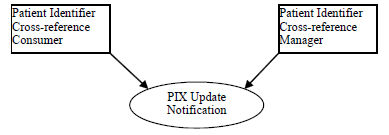 Patient Identifier
Cross-reference
Consumer
Patient Identifier
Cross-reference
Manager
PIX Update
Notification